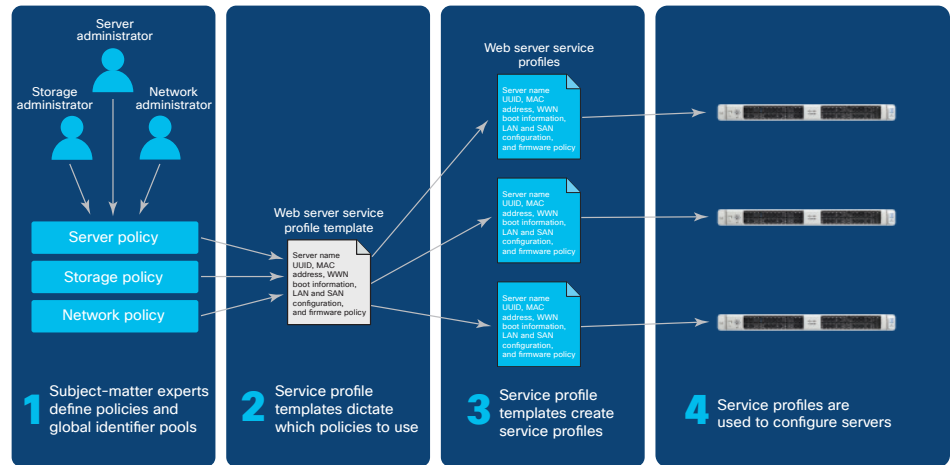 Server
administrator
Storage
administrator
Network
administrator
Server policy
Storage policy
Network policy
1
Subject-matter experts
define policies and
global identifier pools
Web server service
profile template
Server name
UUID, MAC
address, WWN
boot information,
LAN and SAN
configuration,
and firmware policy
2
Service profile
templates dictate
which policies to use
Web server service
profiles
Server name
UUID, MAC
address, WWN
boot information,
LAN and SAN
configuration,
and firmware policy
Server name
UUID, MAC
address, WWN
boot information,
LAN and SAN
configuration,
and firmware policy
Server name
UUID, MAC
address, WWN
boot information,
LAN and SAN
configuration,
and firmware policy
3
Service profile
templates create
service profiles
4
Service profiles are
used to configure servers